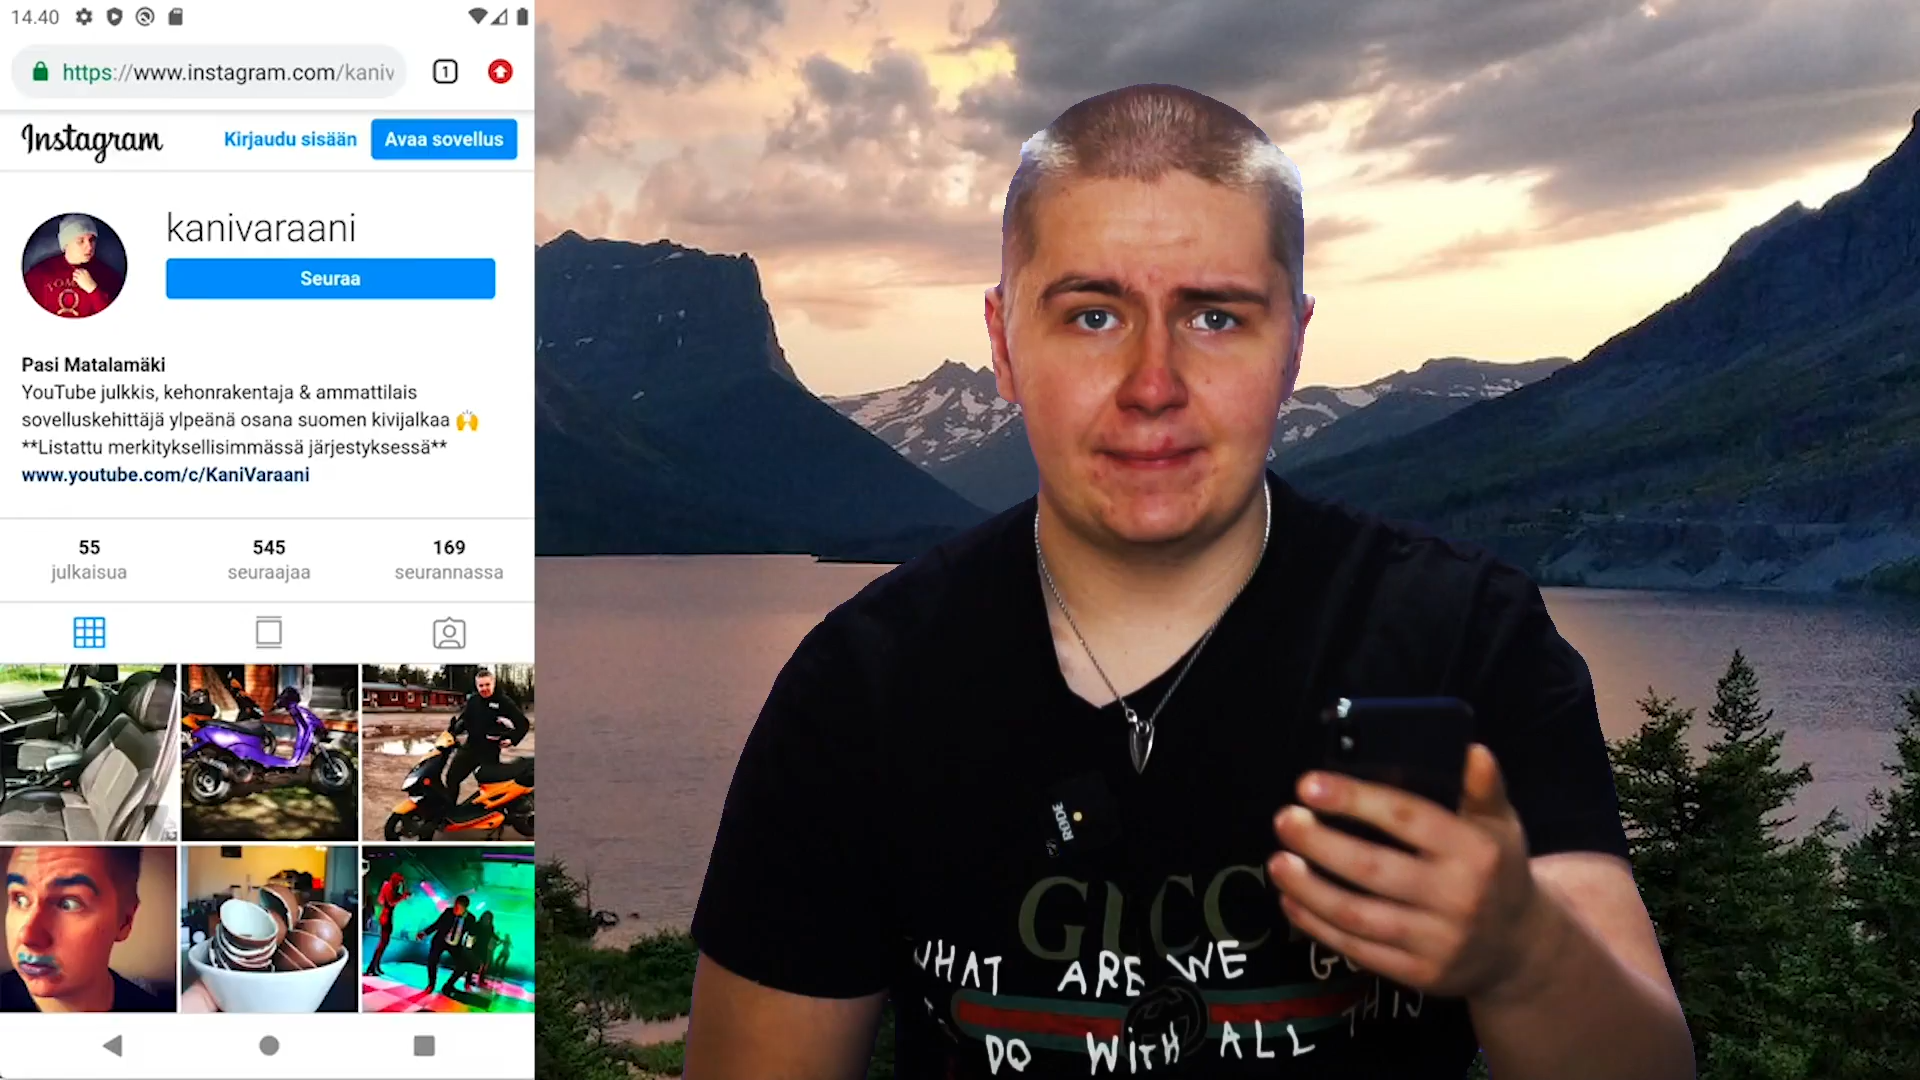 14.40
https://www.instagram.com/kaniv
1
Instagram
Kirjaudu sisään
Avaa sovellus
kanivaraani
Seuraa
Pasi Matalamäki
YouTube julkkis, kehonrakentaja & ammattilais
sovelluskehittäjä ylpeänä osana suomen kivijalkaa 🙌
**Listattu merkityksellisimmässä järjestyksessä**
www.youtube.com/c/KaniVaraani
55
julkaisua
545
seuraajaa
169
seurannassa
RODE
WHAT ARE WE
DO WITH ALL THIS